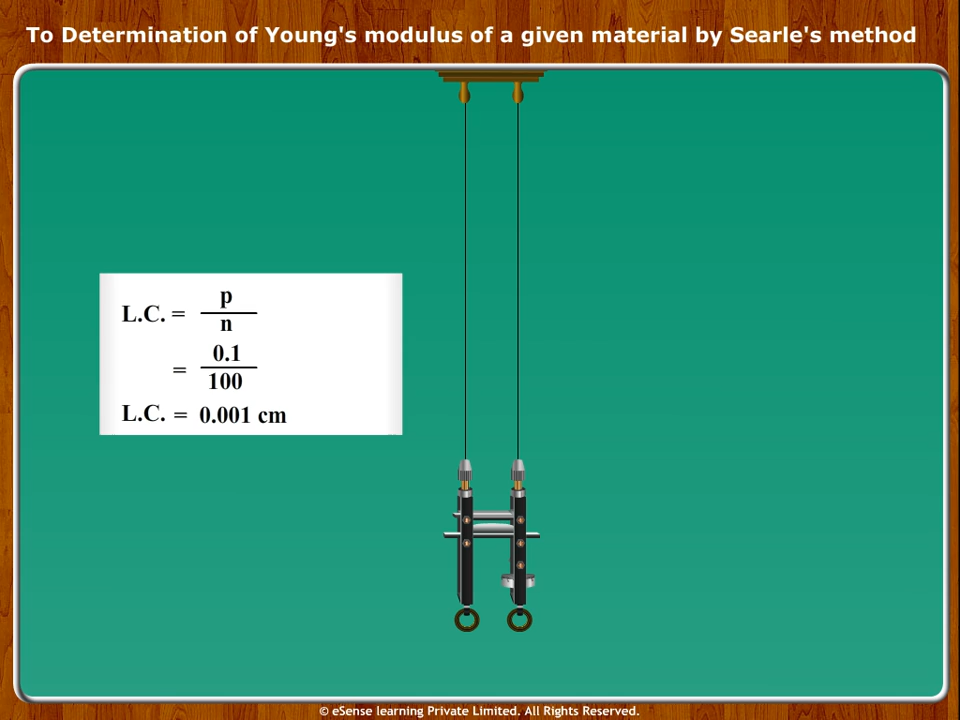 To Determination of Young's modulus of a given material by Searle's method
L.C. = p / n
= 0.1 / 100
L.C. = 0.001 cm
© eSense learning Private Limited. All Rights Reserved.